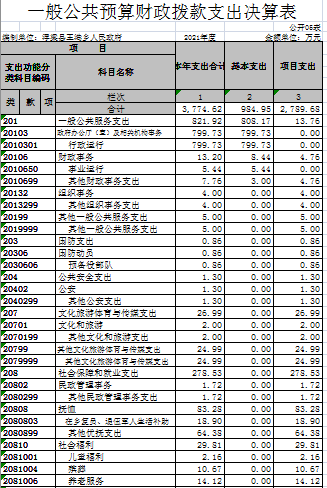 一般公共预算财政拨款支出决算表
公开05表
编制单位：浮梁县王港乡人民政府 2021年度 金额单位：万元
项 目 本年支出合计 基本支出 项目支出
支出功能分类科目编码 科目名称
类 款 项 栏次 1 2 3
合计 3,774.62 984.95 2,789.68
201 一般公共服务支出 821.92 808.17 13.76
20103 政府办公厅（室）及相关机构事务 799.73 799.73 0.00
2010301 行政运行 799.73 799.73 0.00
20106 财政事务 13.20 8.44 4.76
2010650 事业运行 5.44 5.44 0.00
2010699 其他财政事务支出 7.76 3.00 4.76
20132 组织事务 4.00 0.00 4.00
2013299 其他组织事务支出 4.00 0.00 4.00
20199 其他一般公共服务支出 5.00 0.00 5.00
2019999 其他一般公共服务支出 5.00 0.00 5.00
203 国防支出 0.86 0.00 0.86
20306 国防动员 0.86 0.00 0.86
2030606 预备役部队 0.86 0.00 0.86
204 公共安全支出 1.30 0.00 1.30
20402 公安 1.30 0.00 1.30
2040299 其他公安支出 1.30 0.00 1.30
207 文化旅游体育与传媒支出 26.99 0.00 26.99
20701 文化和旅游 2.00 0.00 2.00
2070199 其他文化和旅游支出 2.00 0.00 2.00
20799 其他文化旅游体育与传媒支出 24.99 0.00 24.99
2079999 其他文化旅游体育与传媒支出 24.99 0.00 24.99
208 社会保障和就业支出 278.53 0.00 278.53
20802 民政管理事务 1.72 0.00 1.72
2080299 其他民政管理事务支出 1.72 0.00 1.72
20808 抚恤 83.28 0.00 83.28
2080803 在乡复员、退伍军人生活补助 18.90 0.00 18.90
2080899 其他优抚支出 64.38 0.00 64.38
20810 社会福利 29.81 0.00 29.81
2081001 儿童福利 2.16 0.00 2.16
2081004 殡葬 10.67 0.00 10.67
2081006 养老服务 14.12 0.00 14.12